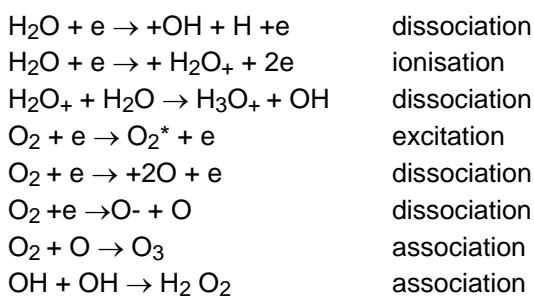 H₂O + e → +OH + H +e dissociation
H₂O + e → + H₂O₊ + 2e ionisation
H₂O₊ + H₂O → H₃O₊ + OH dissociation
O₂ + e → O₂* + e excitation
O₂ + e → +2O + e dissociation
O₂ +e →O- + O dissociation
O₂ + O → O₃ association
OH + OH → H₂ O₂ association